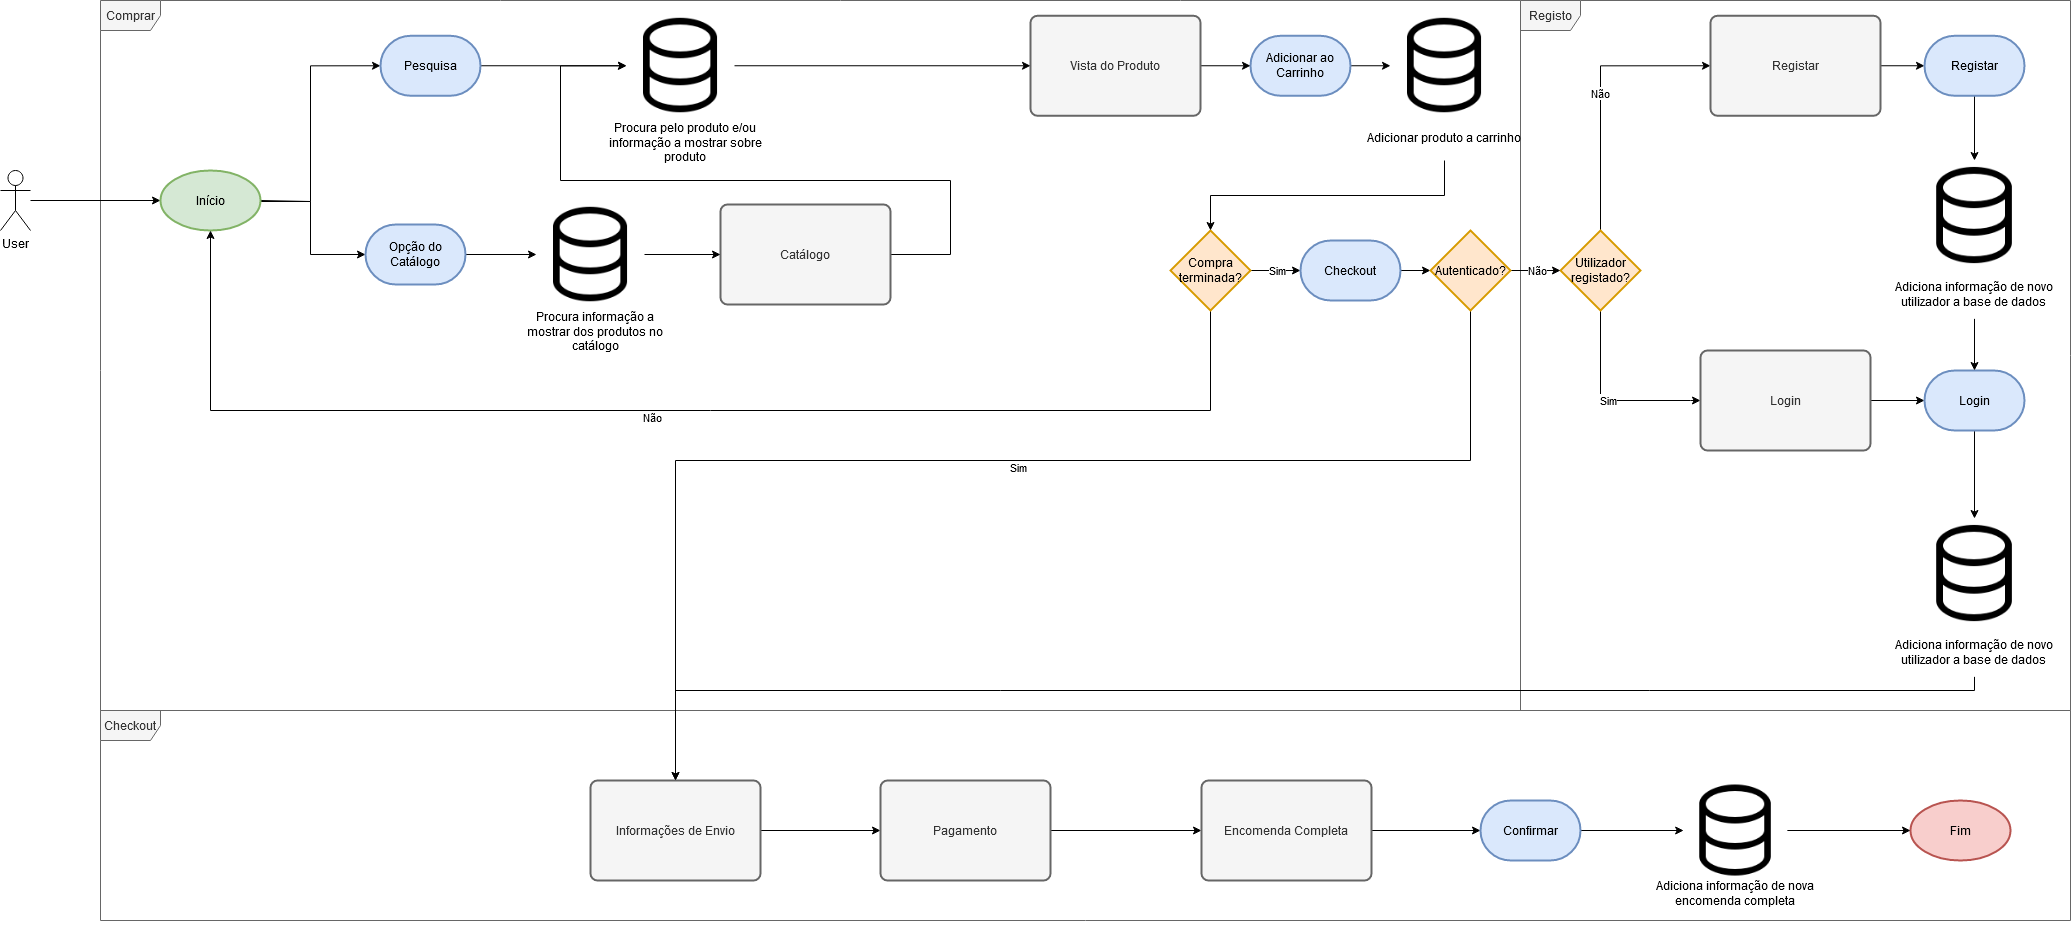 Comprar
Registo
Pesquisa
Procura pelo produto e/ou
informação a mostrar sobre
produto
Vista do Produto
Adicionar ao
Carrinho
Adicionar produto a carrinho
Não
Registar
Registar
User
Início
Opção do
Catálogo
Procura informação a
mostrar dos produtos no
catálogo
Catálogo
Compra
terminada?
Sim
Checkout
Autenticado?
Não
Utilizador
registado?
Adiciona informação de novo
utilizador a base de dados
Sim
Login
Login
Não
Sim
Adiciona informação de novo
utilizador a base de dados
Checkout
Informações de Envio
Pagamento
Encomenda Completa
Confirmar
Adiciona informação de nova
encomenda completa
Fim